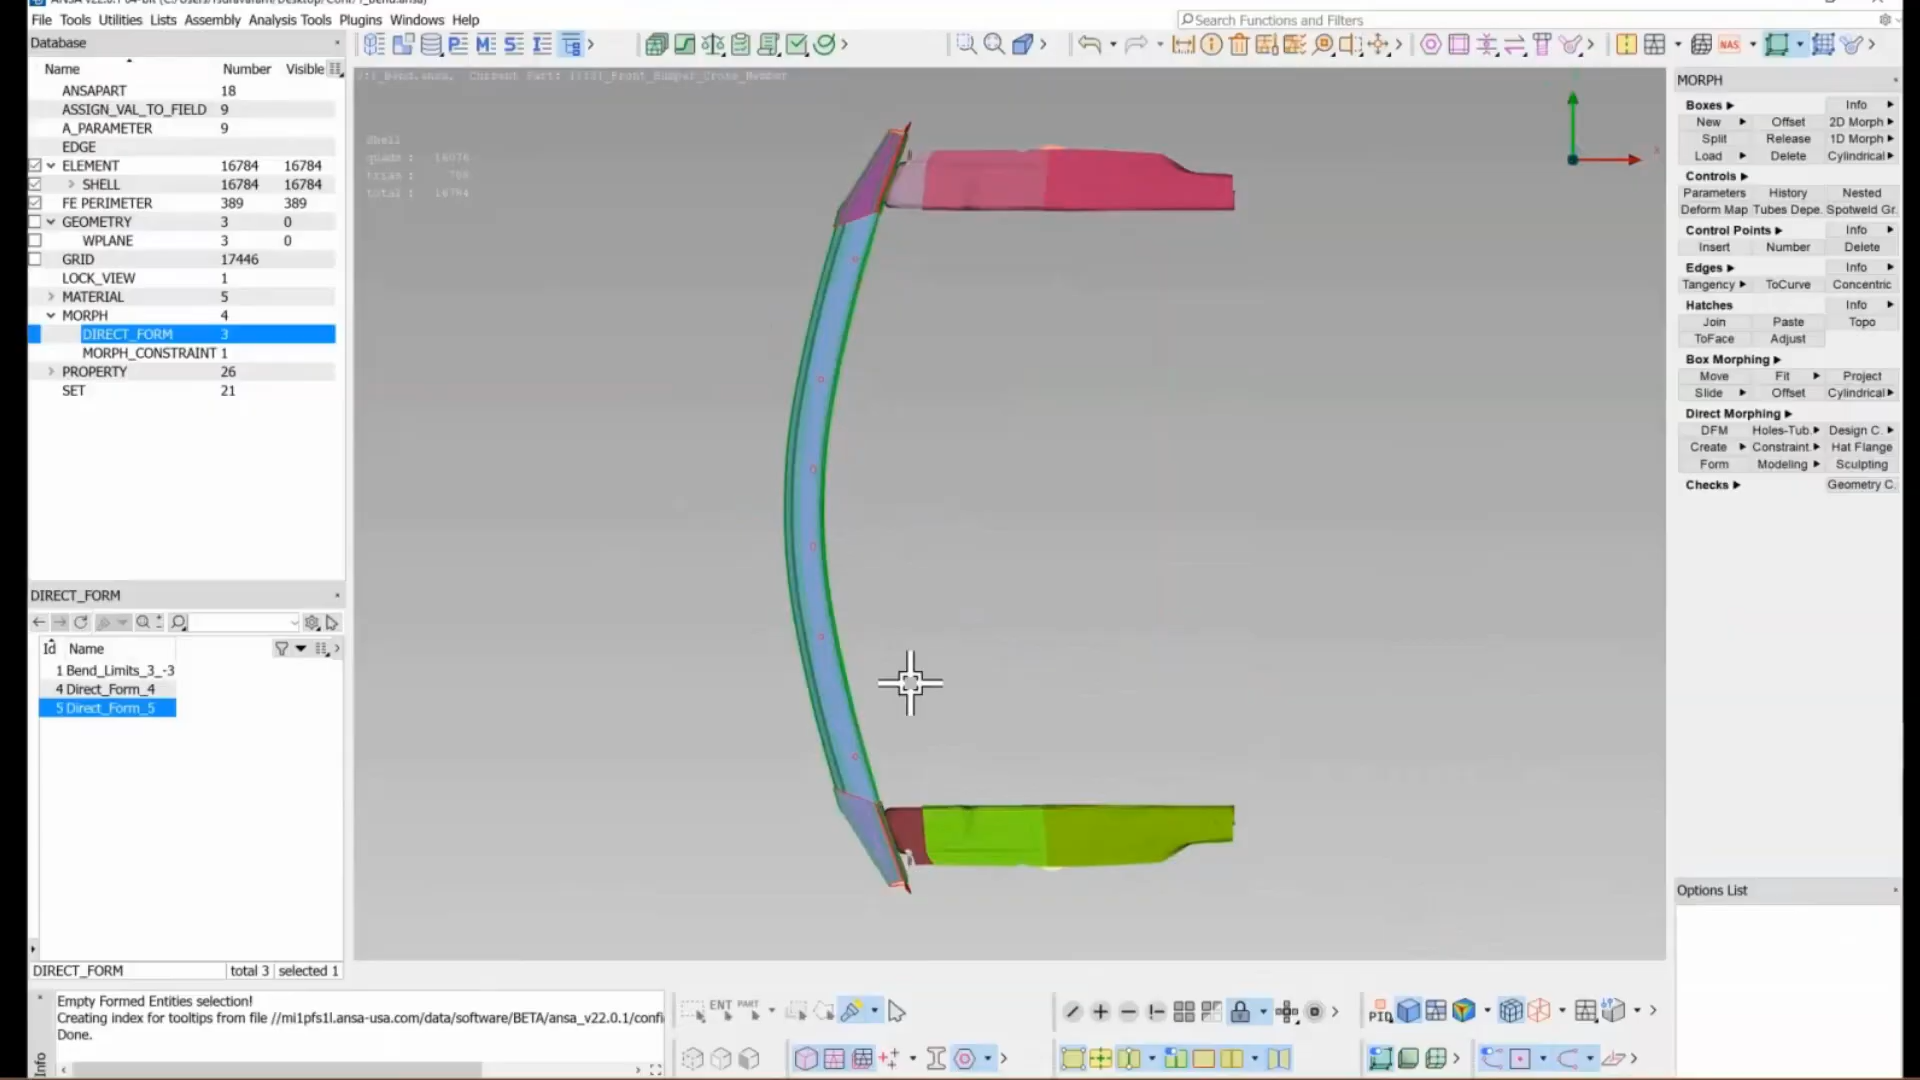 File Tools Utilities Lists Assembly Analysis Tools Plugins Windows Help
Search Functions and Filters
Database
Name Number Visible
ANSAPART 18
ASSIGN_VAL_TO_FIELD 9
A_PARAMETER 9
EDGE
ELEMENT 16784 16784
SHELL 16784 16784
FE PERIMETER 389 389
GEOMETRY 3 0
WPLANE 3 0
GRID 17446
LOCK_VIEW 1
MATERIAL 5
MORPH 4
DIRECT_FORM 3
MORPH_CONSTRAINT 1
PROPERTY 26
SET 21
DIRECT_FORM
Id Name
1 Bend_Limits_3_-3
4 Direct_Form_4
5 Direct_Form_5
DIRECT_FORM total 3 selected 1
Empty Formed Entities selection!
Creating index for tooltips from file //mi1pfs1l.ansa-usa.com/data/software/BETA/ansa_v22.0.1/confi
Done.
Info
P M S I
NAS
Current Part:
Shell
quads :
trias :
total :
ENT PART
PID
MORPH
Boxes Info
New Offset 2D Morph
Split Release 1D Morph
Load Delete Cylindrical
Controls
Parameters History Nested
Deform Map Tubes Depe. Spotweld Gr.
Control Points Info
Insert Number Delete
Edges Info
Tangency ToCurve Concentric
Hatches Info
Join Paste Topo
ToFace Adjust
Box Morphing
Move Fit Project
Slide Offset Cylindrical
Direct Morphing
DFM Holes-Tub. Design C.
Create Constraint Hat Flange
Form Modeling Sculpting
Checks Geometry C.
Options List